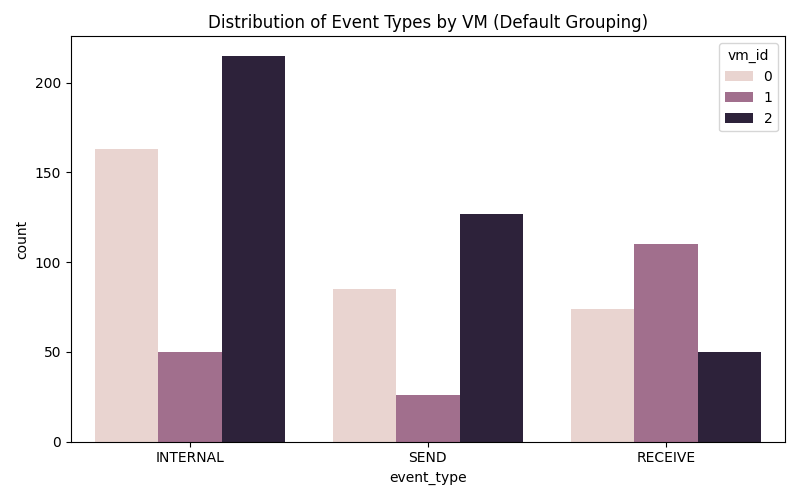 Distribution of Event Types by VM (Default Grouping)
vm_id
0
1
2
count
200
150
100
50
0
INTERNAL
SEND
RECEIVE
event_type